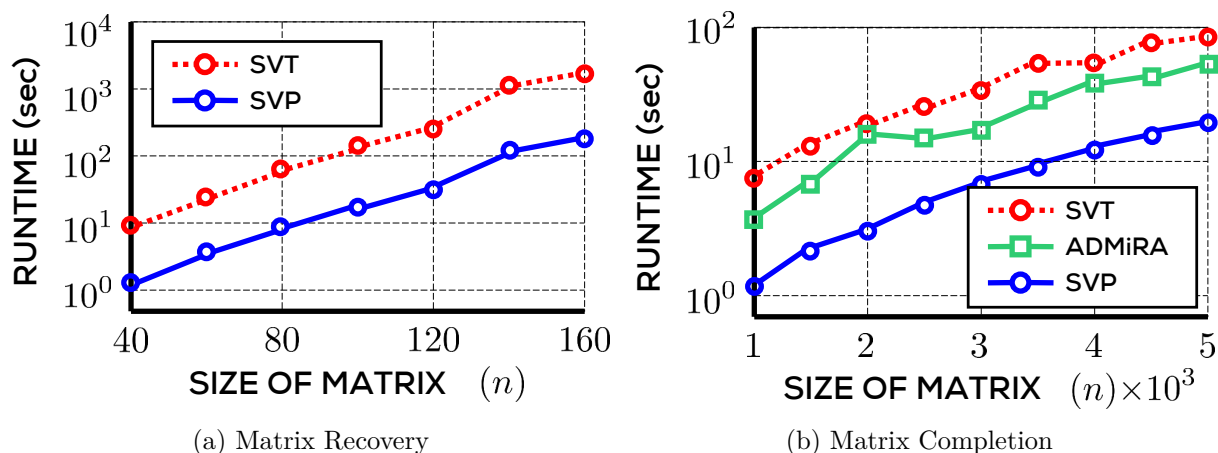 10^4
10^3
10^2
10^1
10^0
RUNTIME (sec)
SVT
SVP
40 80 120 160
SIZE OF MATRIX (n)
(a) Matrix Recovery
10^2
10^1
10^0
RUNTIME (sec)
SVT
ADMiRA
SVP
1 2 3 4 5
SIZE OF MATRIX (n)×10^3
(b) Matrix Completion